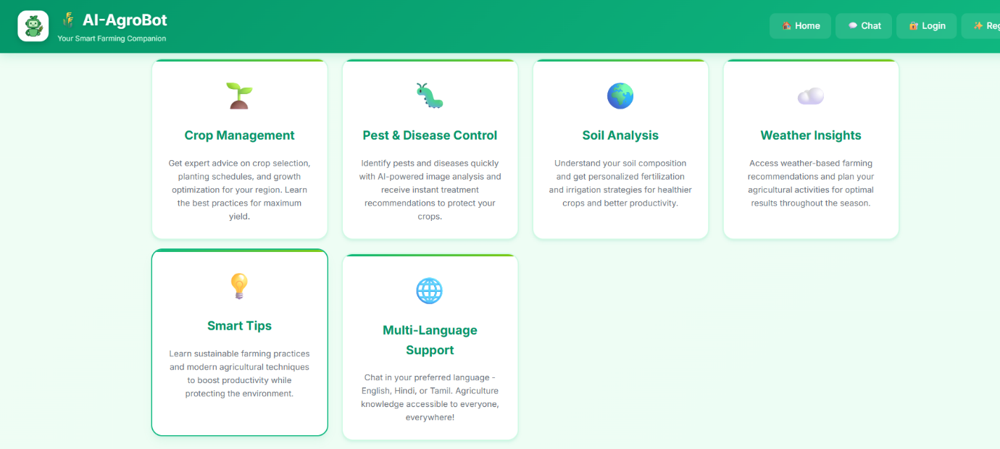 AI-AgroBot
Your Smart Farming Companion
Home
Chat
Login
Reg
Crop Management
Get expert advice on crop selection,
planting schedules, and growth
optimization for your region. Learn
the best practices for maximum
yield.
Pest & Disease Control
Identify pests and diseases quickly
with AI-powered image analysis and
receive instant treatment
recommendations to protect your
crops.
Soil Analysis
Understand your soil composition
and get personalized fertilization
and irrigation strategies for healthier
crops and better productivity.
Weather Insights
Access weather-based farming
recommendations and plan your
agricultural activities for optimal
results throughout the season.
Smart Tips
Learn sustainable farming practices
and modern agricultural techniques
to boost productivity while
protecting the environment.
Multi-Language
Support
Chat in your preferred language -
English, Hindi, or Tamil. Agriculture
knowledge accessible to everyone,
everywhere!